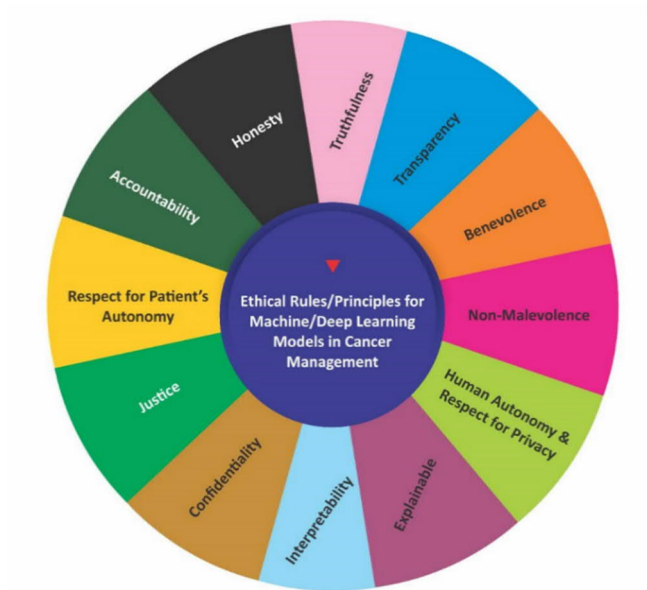 Truthfulness
Transparency
Benevolence
Non-Malevolence
Human Autonomy &
Respect for Privacy
Explainable
Interpretability
Confidentiality
Justice
Respect for Patient's
Autonomy
Accountability
Honesty
Ethical Rules/Principles for
Machine/Deep Learning
Models in Cancer
Management